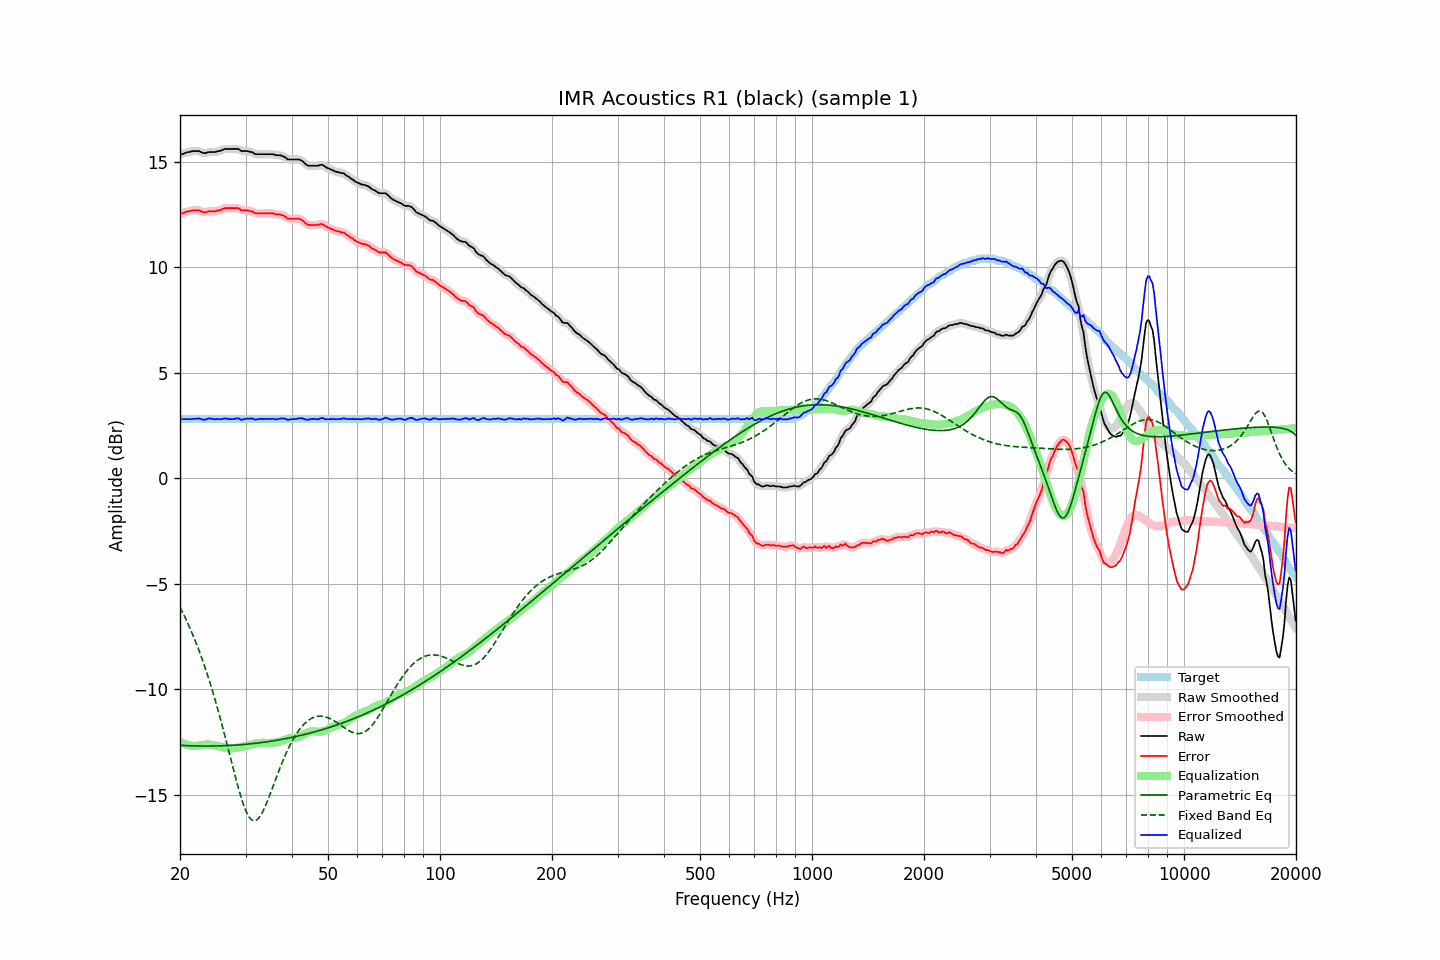 IMR Acoustics R1 (black) (sample 1)
Amplitude (dBr)
15
10
5
0
−5
−10
−15
20
50
100
200
500
1000
2000
5000
10000
20000
Frequency (Hz)
Target
Raw Smoothed
Error Smoothed
Raw
Error
Equalization
Parametric Eq
Fixed Band Eq
Equalized